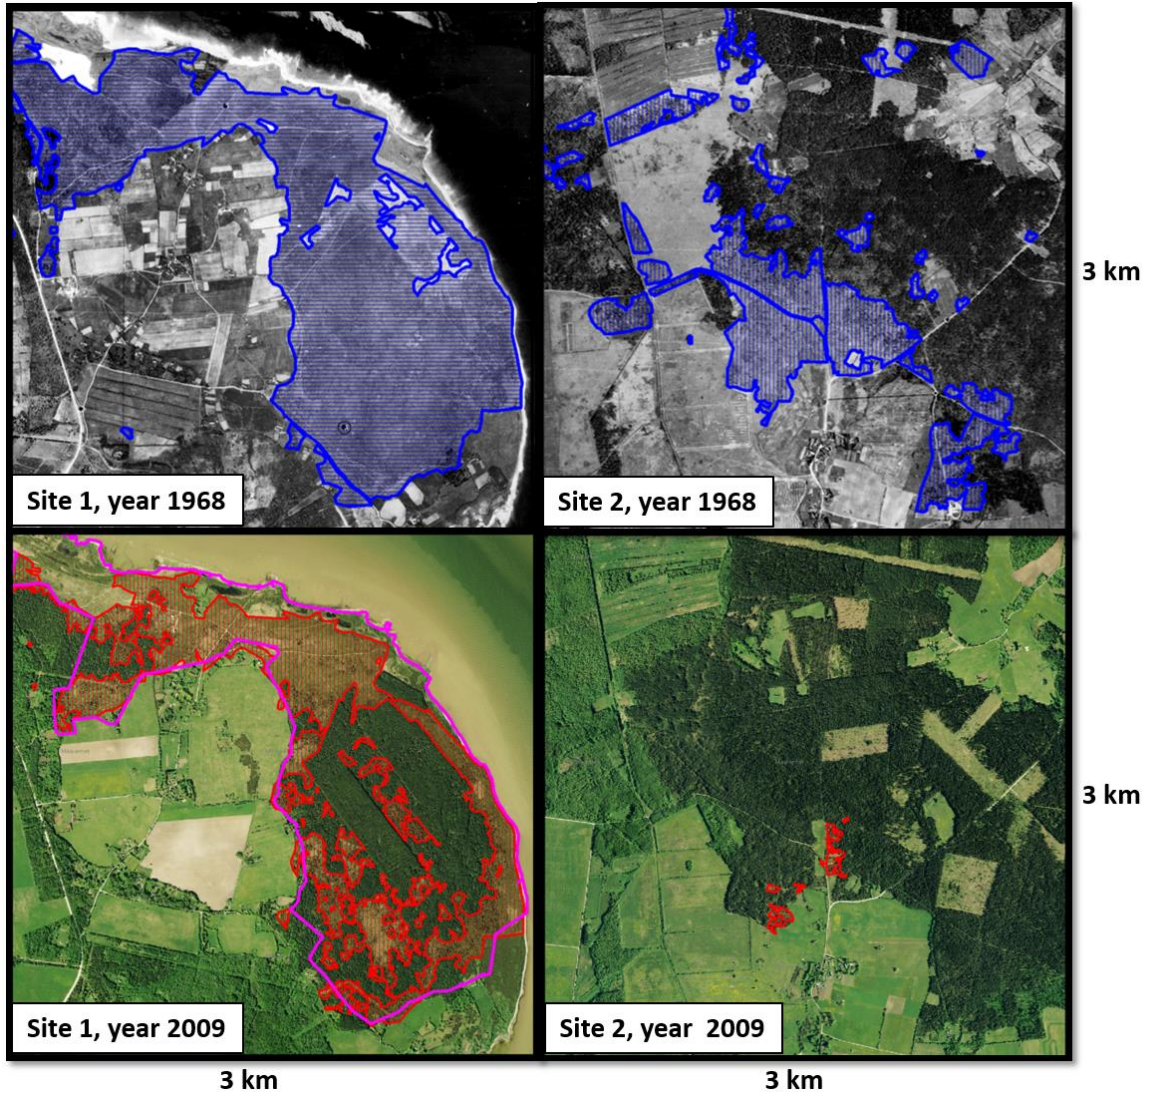 Site 1, year 1968
Site 2, year 1968
3 km
Site 1, year 2009
Site 2, year 2009
3 km
3 km
3 km